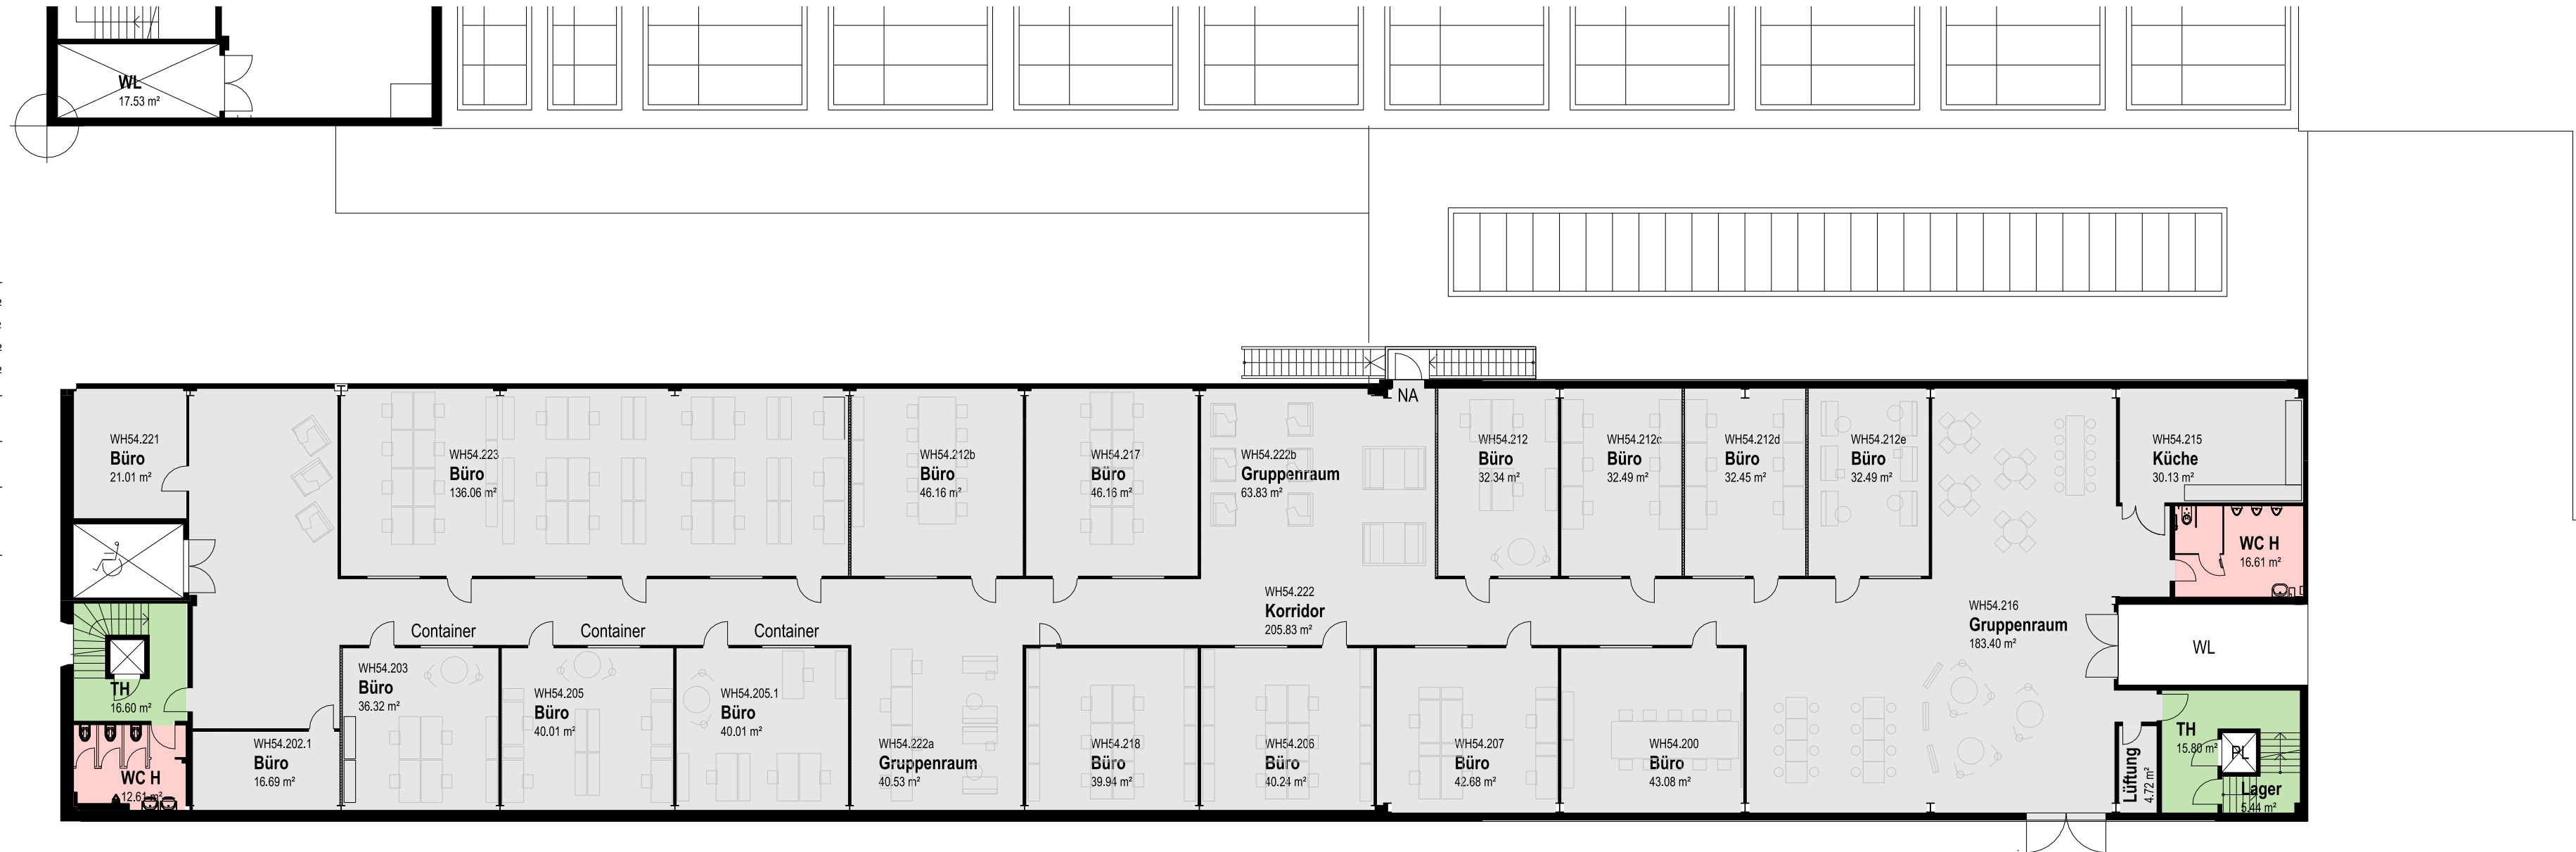 WL
17.53 m²
NA
WH54.221
Büro
21.01 m²
WH54.223
Büro
136.06 m²
WH54.212b
Büro
46.16 m²
WH54.217
Büro
46.16 m²
WH54.222b
Gruppenraum
63.83 m²
WH54.212
Büro
32.34 m²
WH54.212c
Büro
32.49 m²
WH54.212d
Büro
32.45 m²
WH54.212e
Büro
32.49 m²
WH54.215
Küche
30.13 m²
WC H
16.61 m²
WH54.222
Korridor
205.83 m²
WH54.216
Gruppenraum
183.40 m²
WL
Container
Container
Container
TH
16.60 m²
WH54.203
Büro
36.32 m²
WH54.205
Büro
40.01 m²
WH54.205.1
Büro
40.01 m²
WC H
12.61 m²
WH54.202.1
Büro
16.69 m²
WH54.222a
Gruppenraum
40.53 m²
WH54.218
Büro
39.94 m²
WH54.206
Büro
40.24 m²
WH54.207
Büro
42.68 m²
WH54.200
Büro
43.08 m²
Lüftung
4.72 m²
TH
15.80 m²
PL
Lager
5.44 m²